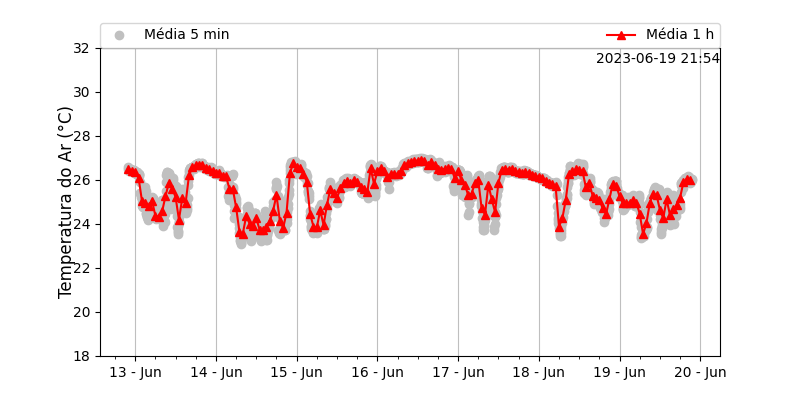 Média 5 min
Média 1 h
2023-06-19 21:54
Temperatura do Ar (°C)
32
30
28
26
24
22
20
18
13 - Jun
14 - Jun
15 - Jun
16 - Jun
17 - Jun
18 - Jun
19 - Jun
20 - Jun